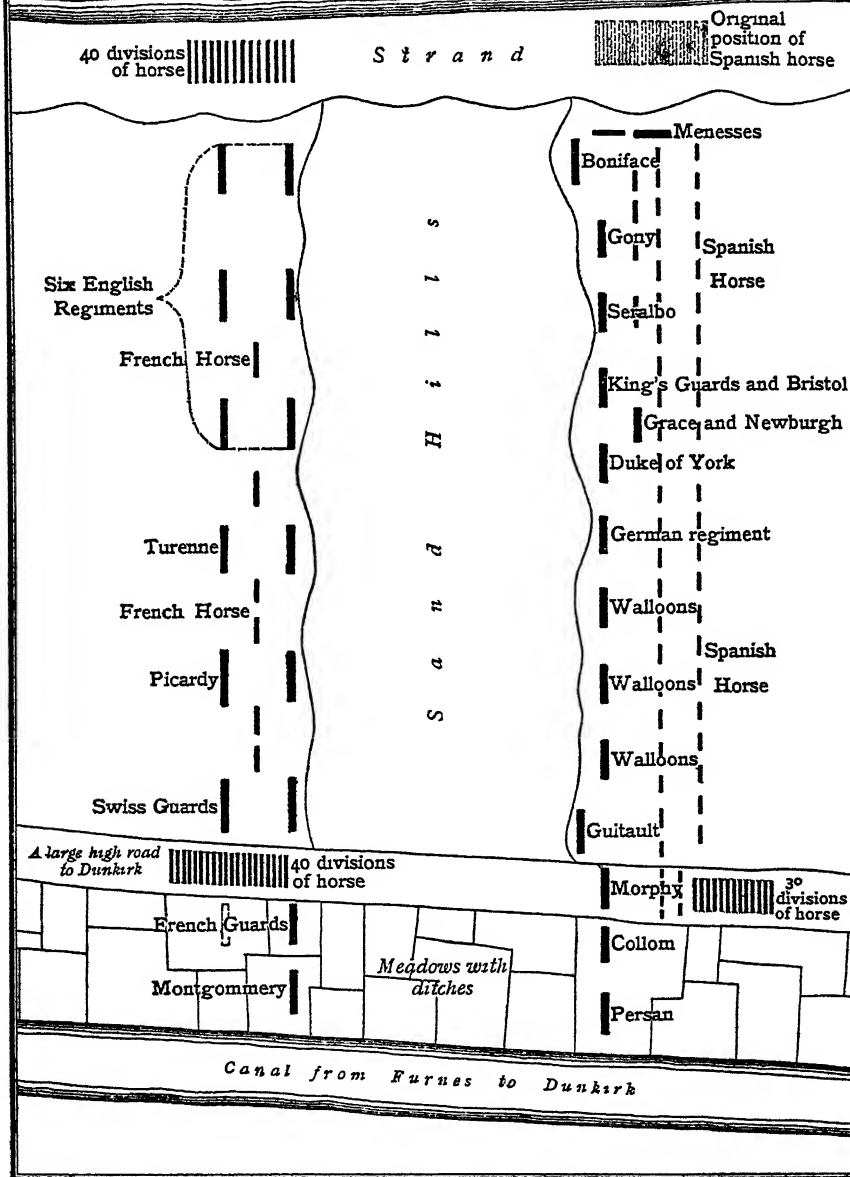 40 divisions
of horse
Strand
Original
position of
Spanish horse
Menesses
Boniface
Gony
Spanish
Horse
Six English
Regiments
Seralbo
French Horse
King's Guards and Bristol
Grace and Newburgh
Duke of York
Sand Hills
Turenne
German regiment
French Horse
Walloons
Spanish
Horse
Picardy
Walloons
Walloons
Swiss Guards
Guitault
A large high road
to Dunkirk
40 divisions
of horse
Morphy
30
divisions
of horse
French Guards
Collom
Meadows with
ditches
Montgommery
Persan
Canal from Furnes to Dunkirk